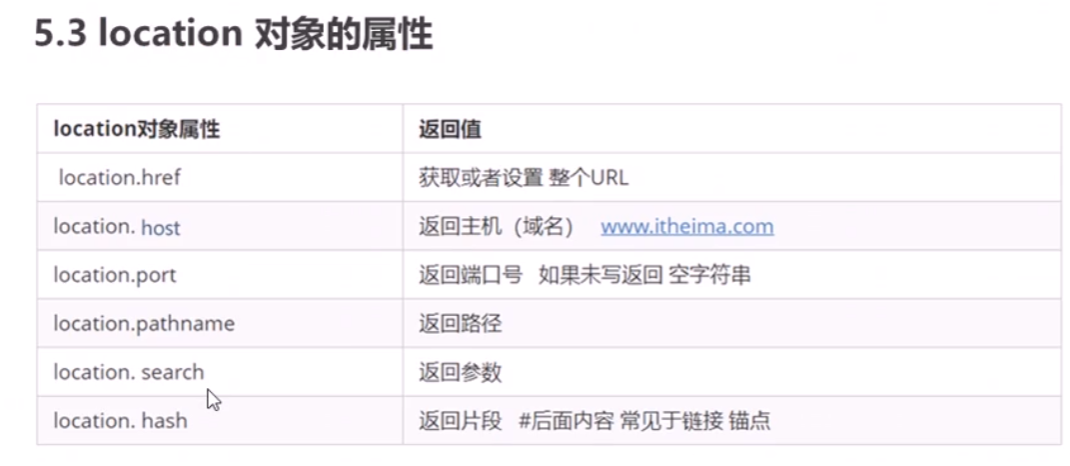 5.3 location 对象的属性
location对象属性 返回值
location.href 获取或者设置 整个URL
location. host 返回主机（域名） www.itheima.com
location.port 返回端口号 如果未写返回 空字符串
location.pathname 返回路径
location. search 返回参数
location. hash 返回片段 #后面内容 常见于链接 锚点